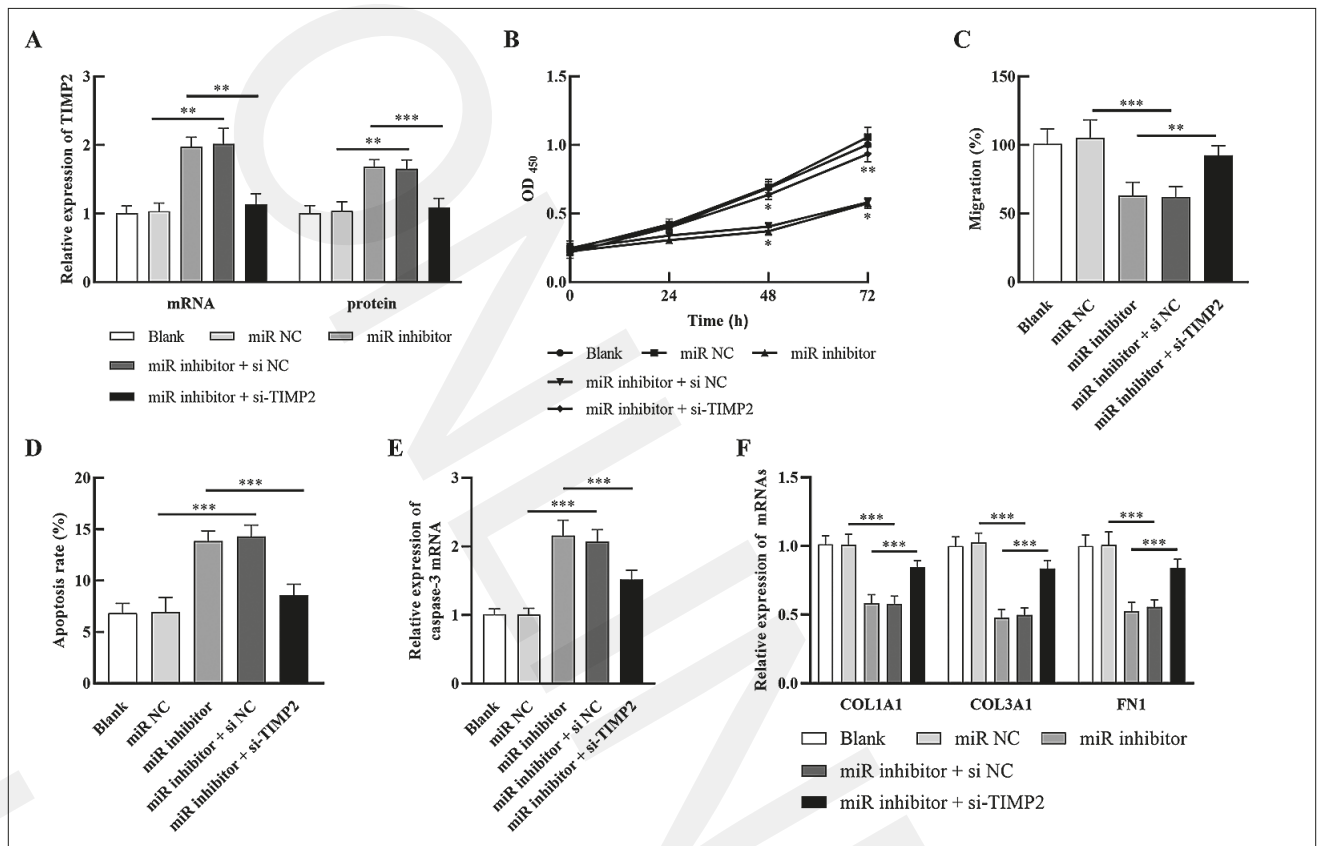 A
Relative expression of TIMP2
3
2
1
0
**
**
***
**
mRNA protein
Blank miR NC miR inhibitor
miR inhibitor + si NC
miR inhibitor + si-TIMP2
B
OD 450
1.5
1.0
0.5
0.0
**
*
*
*
0 24 48 72
Time (h)
Blank miR NC miR inhibitor
miR inhibitor + si NC
miR inhibitor + si-TIMP2
C
Migration (%)
150
100
50
0
***
**
Blank
miR NC
miR inhibitor
miR inhibitor + si NC
miR inhibitor + si-TIMP2
D
Apoptosis rate (%)
20
15
10
5
0
***
***
Blank
miR NC
miR inhibitor
miR inhibitor + si NC
miR inhibitor + si-TIMP2
E
Relative expression of
caspase-3 mRNA
3
2
1
0
***
***
Blank
miR NC
miR inhibitor
miR inhibitor + si NC
miR inhibitor + si-TIMP2
F
Relative expression of mRNAs
1.5
1.0
0.5
0.0
*** *** ***
*** *** ***
COL1A1 COL3A1 FN1
Blank miR NC miR inhibitor
miR inhibitor + si NC
miR inhibitor + si-TIMP2